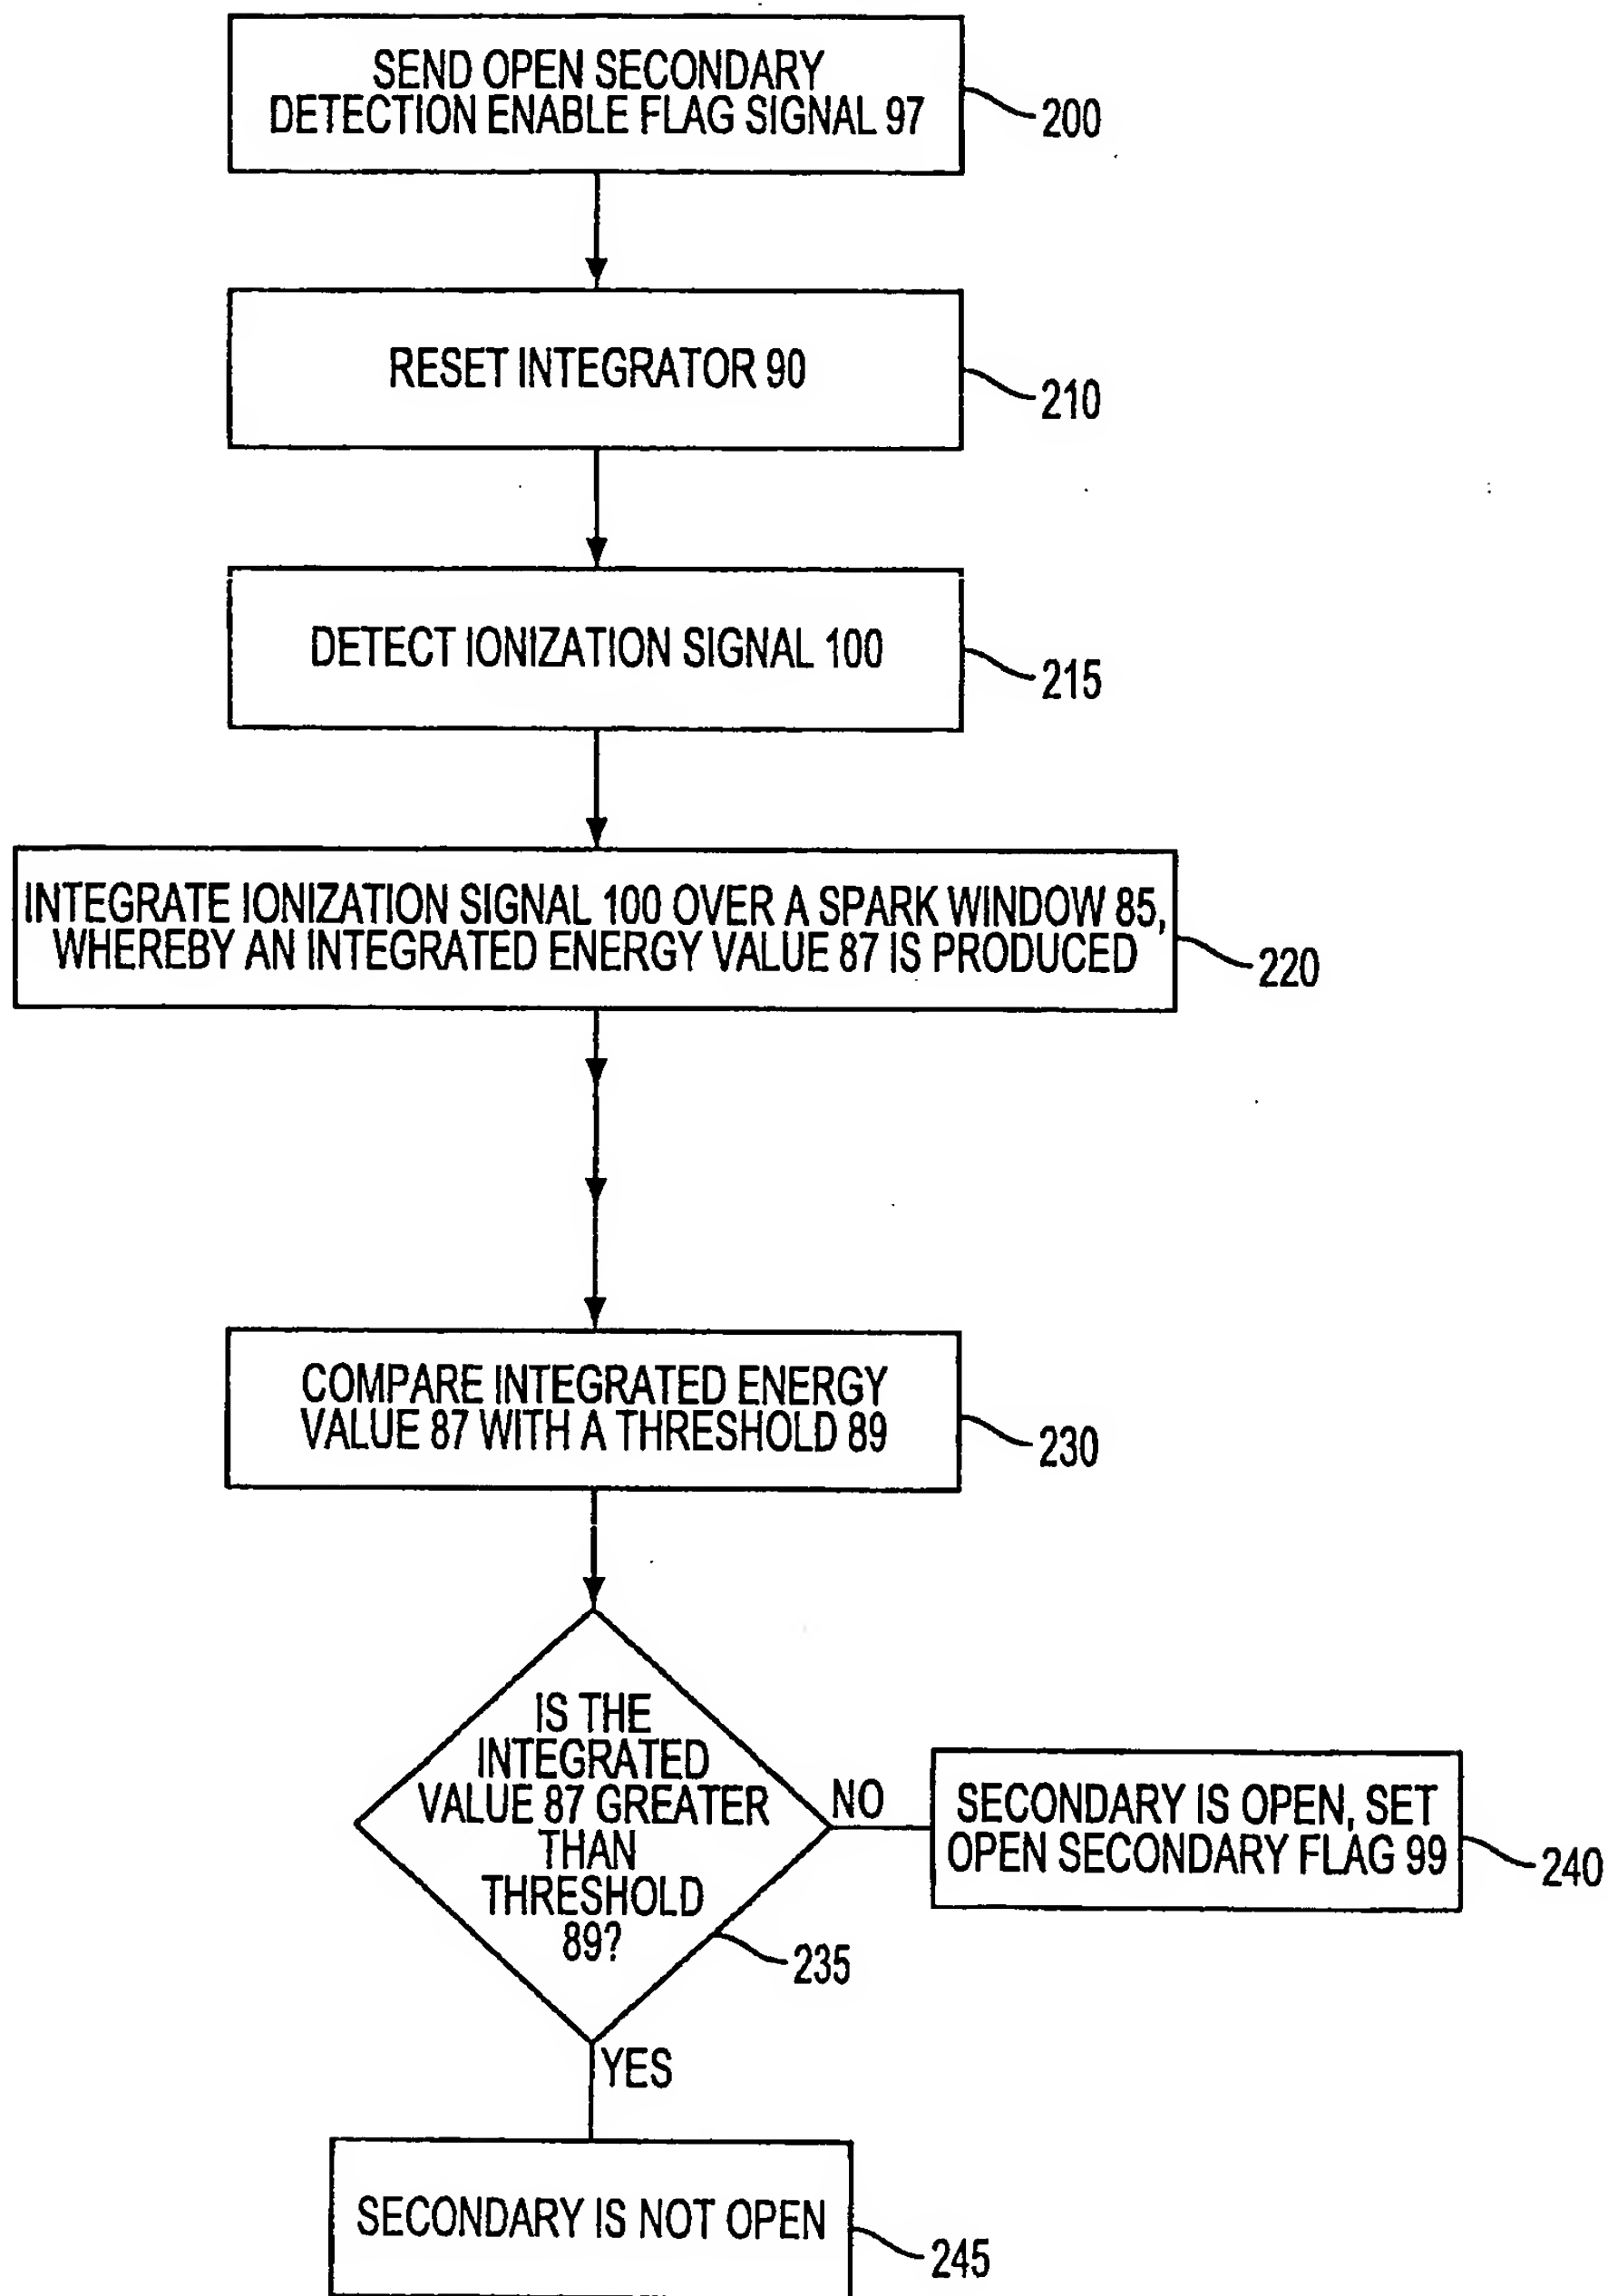 SEND OPEN SECONDARY
DETECTION ENABLE FLAG SIGNAL 97
200
RESET INTEGRATOR 90
210
DETECT IONIZATION SIGNAL 100
215
INTEGRATE IONIZATION SIGNAL 100 OVER A SPARK WINDOW 85,
WHEREBY AN INTEGRATED ENERGY VALUE 87 IS PRODUCED
220
COMPARE INTEGRATED ENERGY
VALUE 87 WITH A THRESHOLD 89
230
IS THE
INTEGRATED
VALUE 87 GREATER
THAN
THRESHOLD
89?
235
NO
SECONDARY IS OPEN, SET
OPEN SECONDARY FLAG 99
240
YES
SECONDARY IS NOT OPEN
245